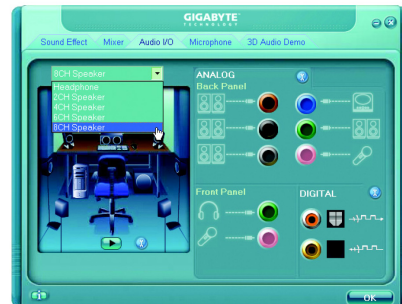 GIGABYTE
TECHNOLOGY
Sound Effect Mixer Audio I/O Microphone 3D Audio Demo
8CH Speaker
Headphone
2CH Speaker
4CH Speaker
6CH Speaker
8CH Speaker
ANALOG
Back Panel
Front Panel
DIGITAL
OK